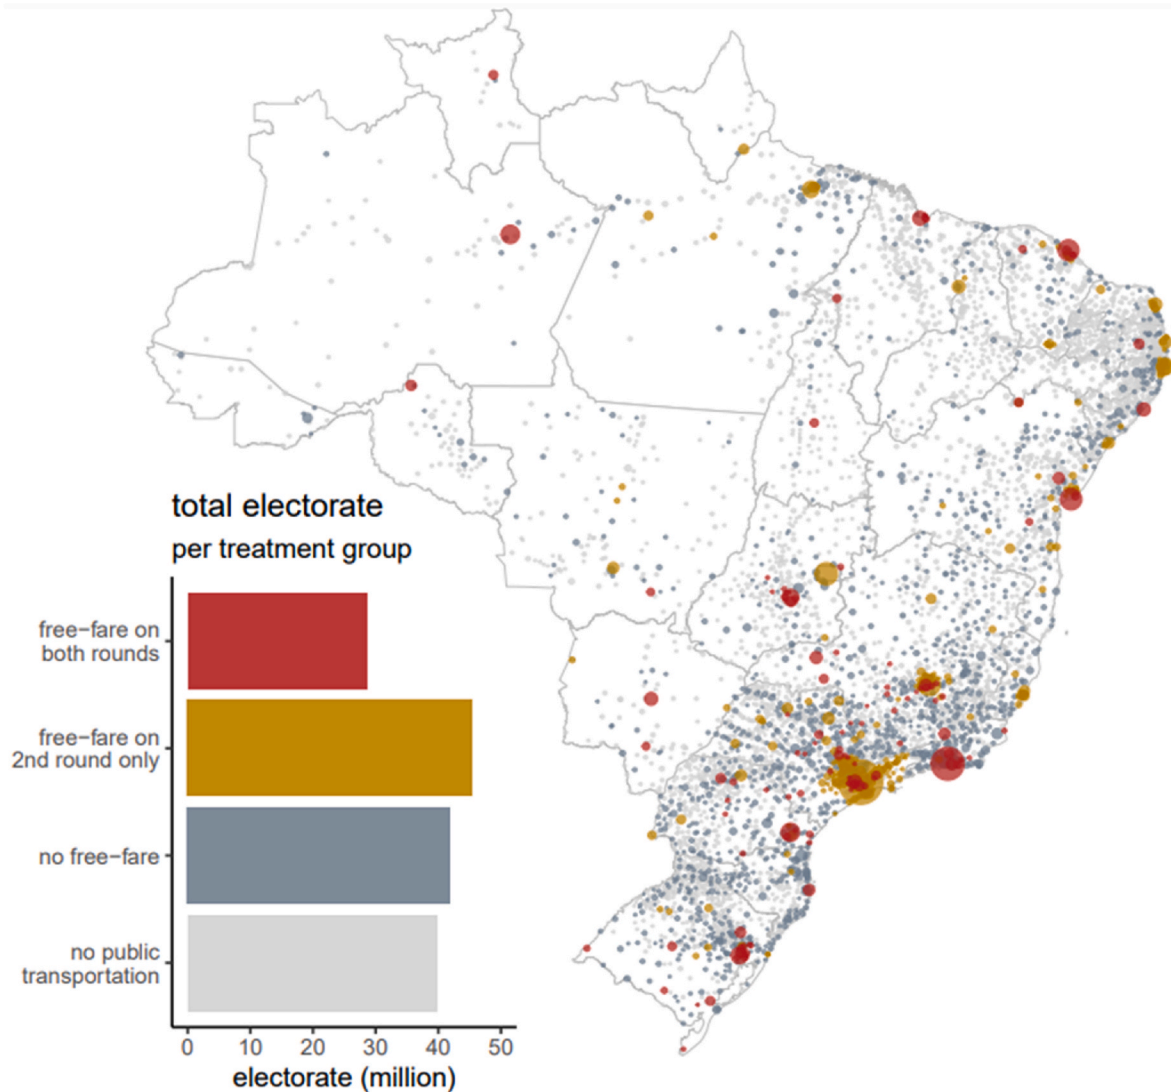 total electorate
per treatment group
free-fare on
both rounds
free-fare on
2nd round only
no free-fare
no public
transportation
0 10 20 30 40 50
electorate (million)